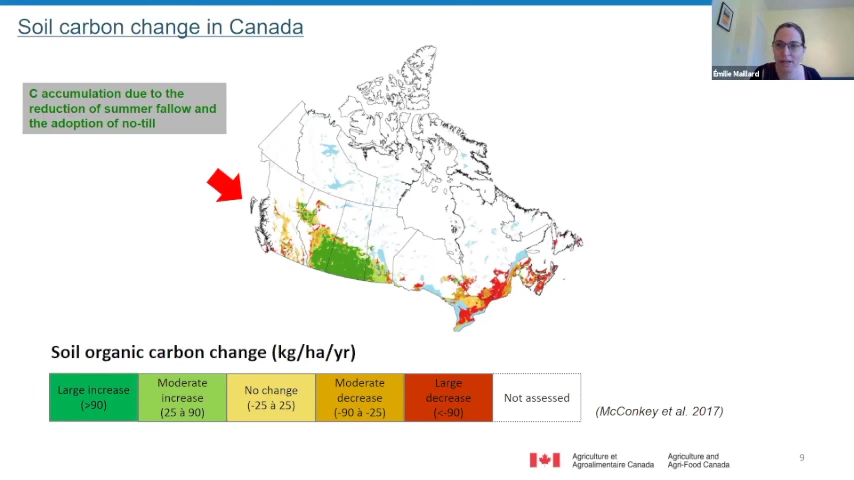 Soil carbon change in Canada
Émilie Maillard
C accumulation due to the
reduction of summer fallow and
the adoption of no-till
Soil organic carbon change (kg/ha/yr)
Large increase
(>90)
Moderate
increase
(25 à 90)
No change
(-25 à 25)
Moderate
decrease
(-90 à -25)
Large
decrease
(<-90)
Not assessed
(McConkey et al. 2017)
Agriculture et
Agroalimentaire Canada
Agriculture and
Agri-Food Canada
9